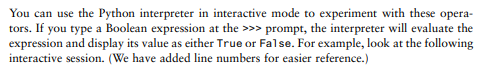 You can use the Python interpreter in interactive mode to experiment with these opera-
tors. If you type a Boolean expression at the >>> prompt, the interpreter will evaluate the
expression and display its value as either True or False. For example, look at the following
interactive session. (We have added line numbers for easier reference.)